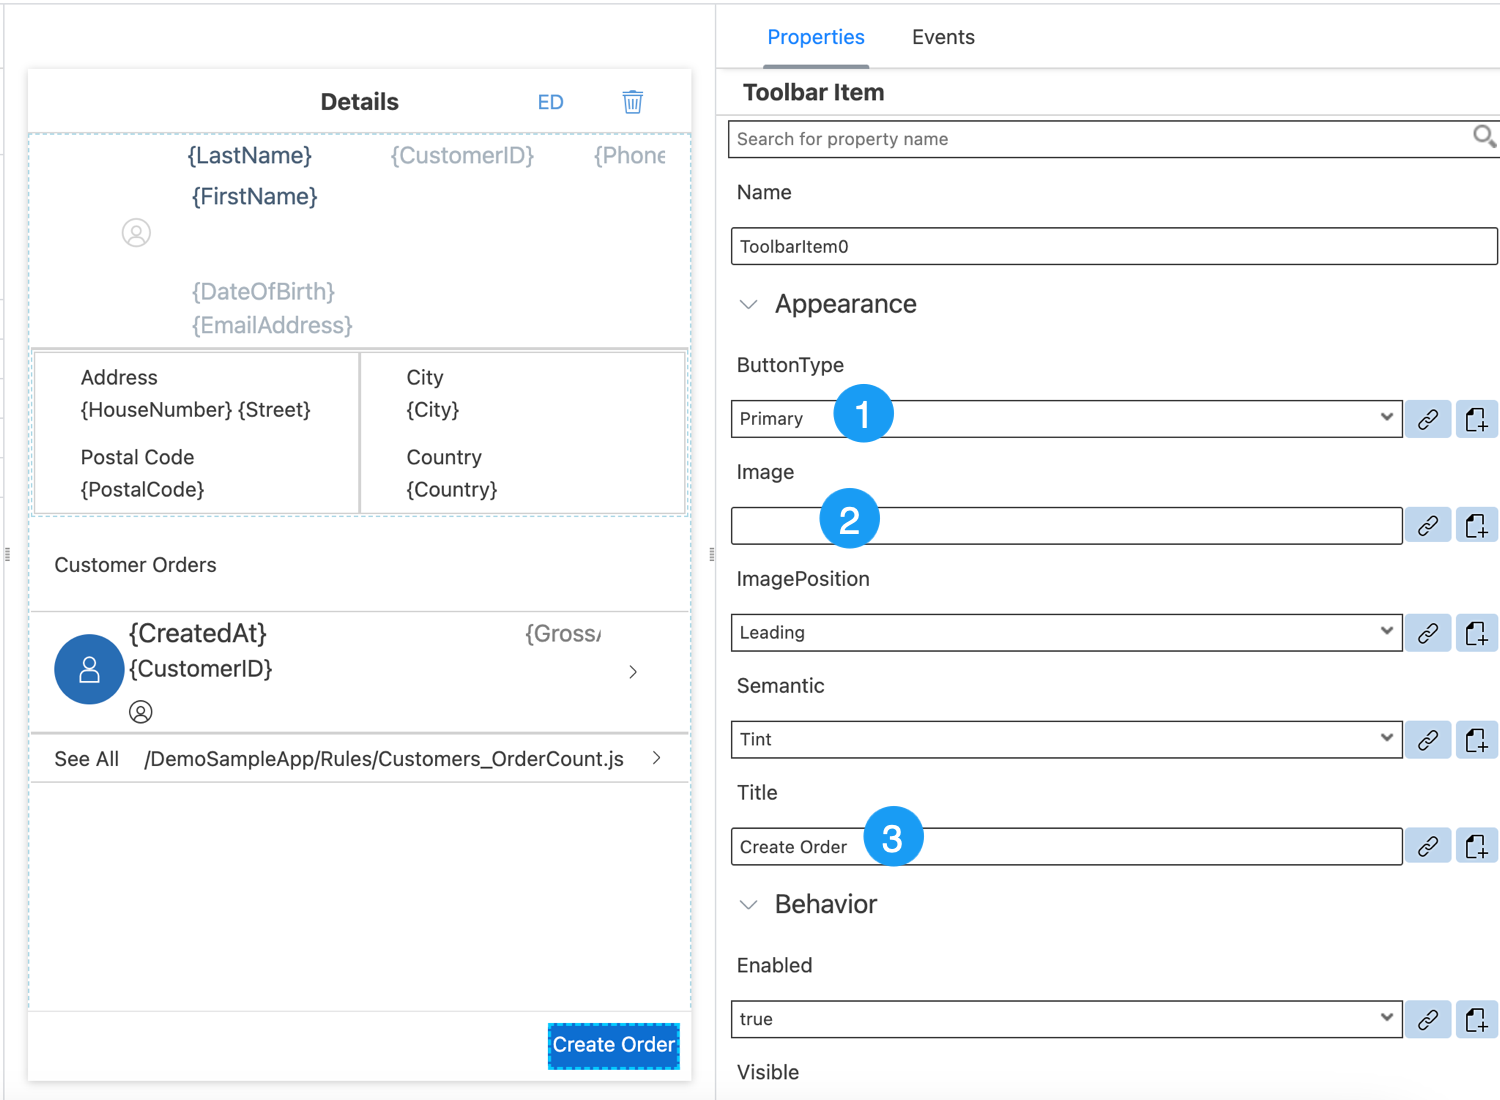 Properties Events
Details ED
Toolbar Item
Search for property name
{LastName} {CustomerID} {Phone
{FirstName}
{DateOfBirth}
{EmailAddress}
Address
{HouseNumber} {Street}
City
{City}
Postal Code
{PostalCode}
Country
{Country}
Customer Orders
{CreatedAt} {Gross
{CustomerID}
See All /DemoSampleApp/Rules/Customers_OrderCount.js
Create Order
Name
ToolbarItem0
Appearance
ButtonType
Primary 1
Image
2
ImagePosition
Leading
Semantic
Tint
Title
Create Order 3
Behavior
Enabled
true
Visible